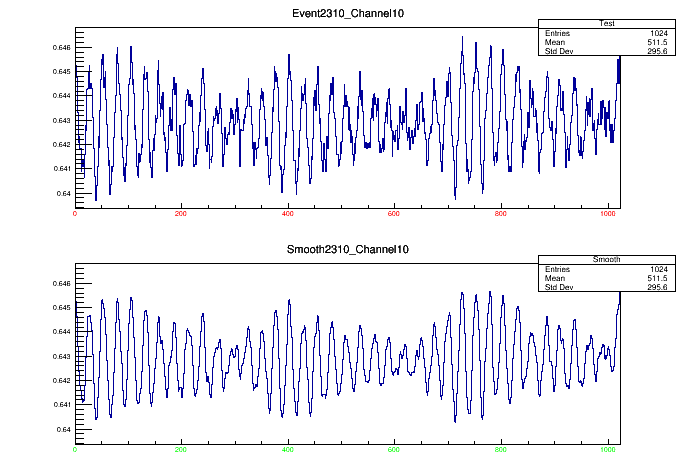 Event2310_Channel10
Test
Entries 1024
Mean 511.5
Std Dev 295.6
0.646
0.645
0.644
0.643
0.642
0.641
0.64
0 200 400 600 800 1000
Smooth2310_Channel10
Smooth
Entries 1024
Mean 511.5
Std Dev 295.6
0.646
0.645
0.644
0.643
0.642
0.641
0.64
0 200 400 600 800 1000